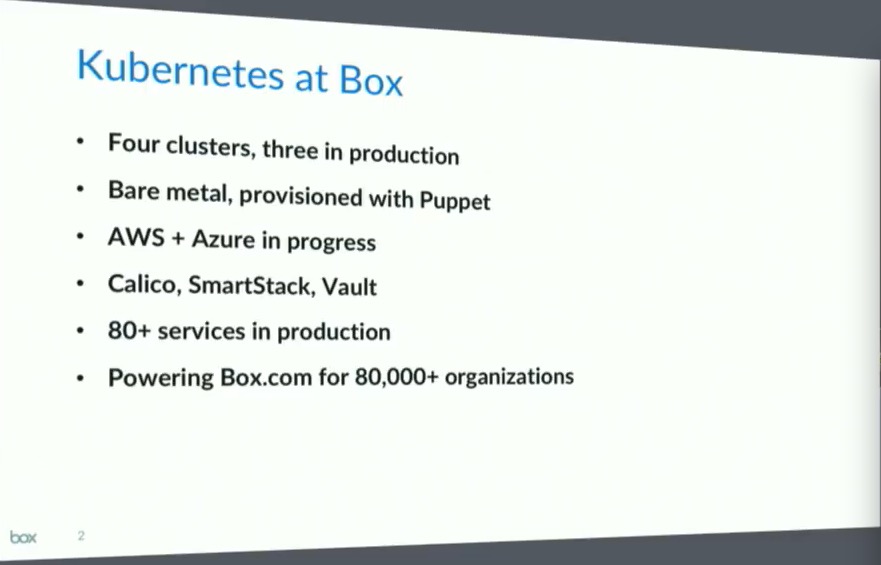 Kubernetes at Box
• Four clusters, three in production
• Bare metal, provisioned with Puppet
• AWS + Azure in progress
• Calico, SmartStack, Vault
• 80+ services in production
• Powering Box.com for 80,000+ organizations
box 2